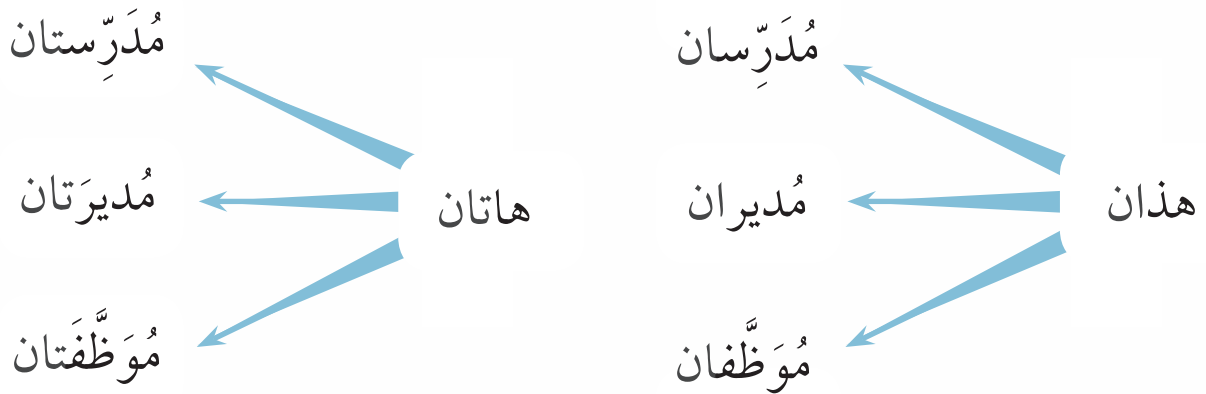 هذان
مُدَرِّسان
مُديران
مُوَظَّفان
هاتان
مُدَرِّستان
مُديرَتان
مُوَظَّفَتان